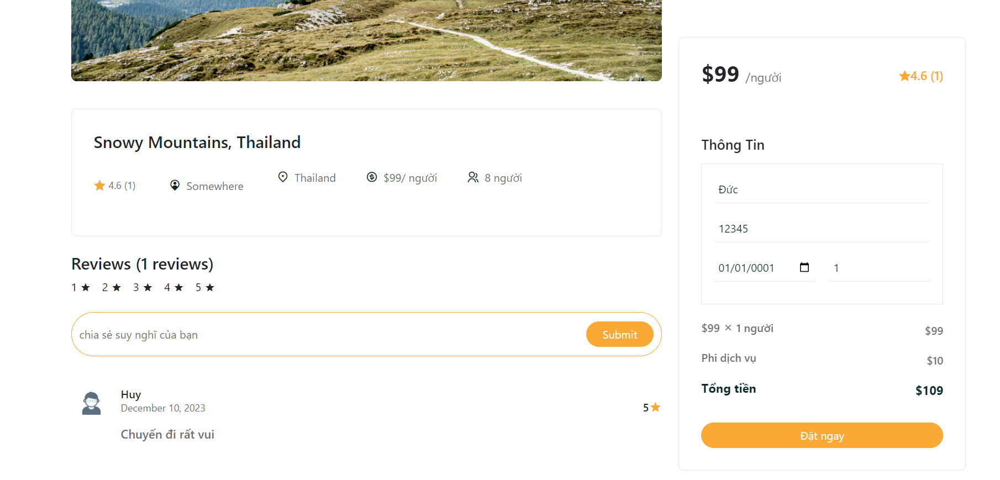 Snowy Mountains, Thailand
4.6 (1) Somewhere Thailand $99/ người 8 người
Reviews (1 reviews)
1 ★ 2 ★ 3 ★ 4 ★ 5 ★
chia sẻ suy nghĩ của bạn Submit
Huy
December 10, 2023
5
Chuyến đi rất vui
$99 /người 4.6 (1)
Thông Tin
Đức
12345
01/01/0001 1
$99 × 1 người $99
Phi dịch vụ $10
Tổng tiền $109
Đặt ngay